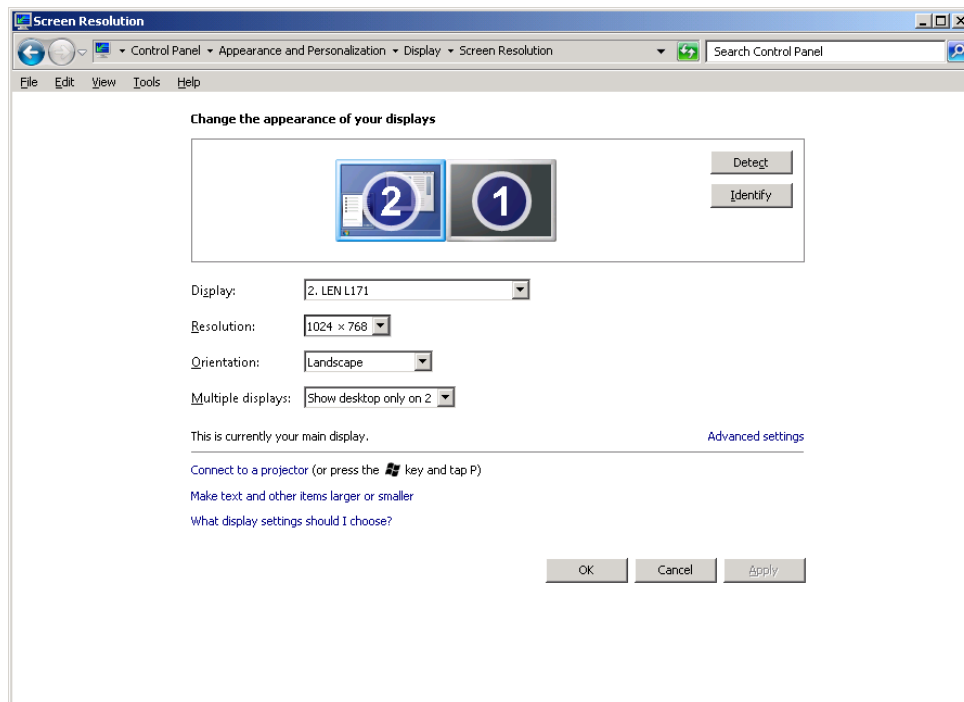 Screen Resolution
Control Panel Appearance and Personalization Display Screen Resolution Search Control Panel
File Edit View Tools Help
Change the appearance of your displays
2 1
Detect
Identify
Display: 2. LEN L171
Resolution: 1024 × 768
Orientation: Landscape
Multiple displays: Show desktop only on 2
This is currently your main display. Advanced settings
Connect to a projector (or press the key and tap P)
Make text and other items larger or smaller
What display settings should I choose?
OK Cancel Apply